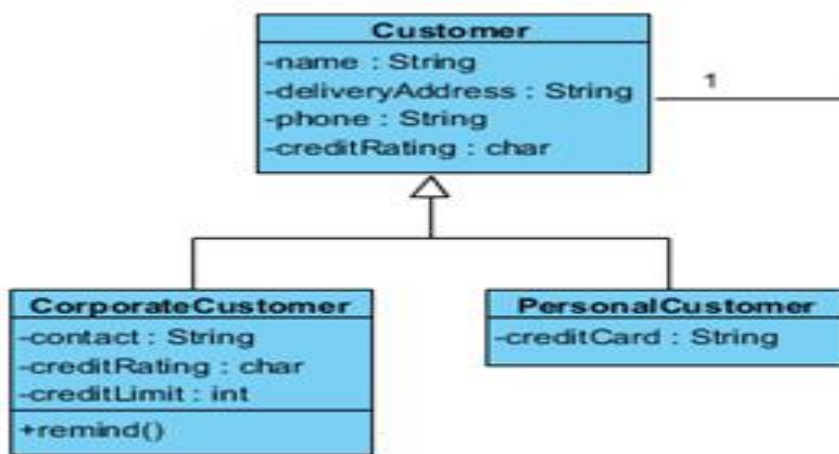 Customer
-name : String
-deliveryAddress : String
-phone : String
-creditRating : char
1
CorporateCustomer
-contact : String
-creditRating : char
-creditLimit : int
+remind()
PersonalCustomer
-creditCard : String